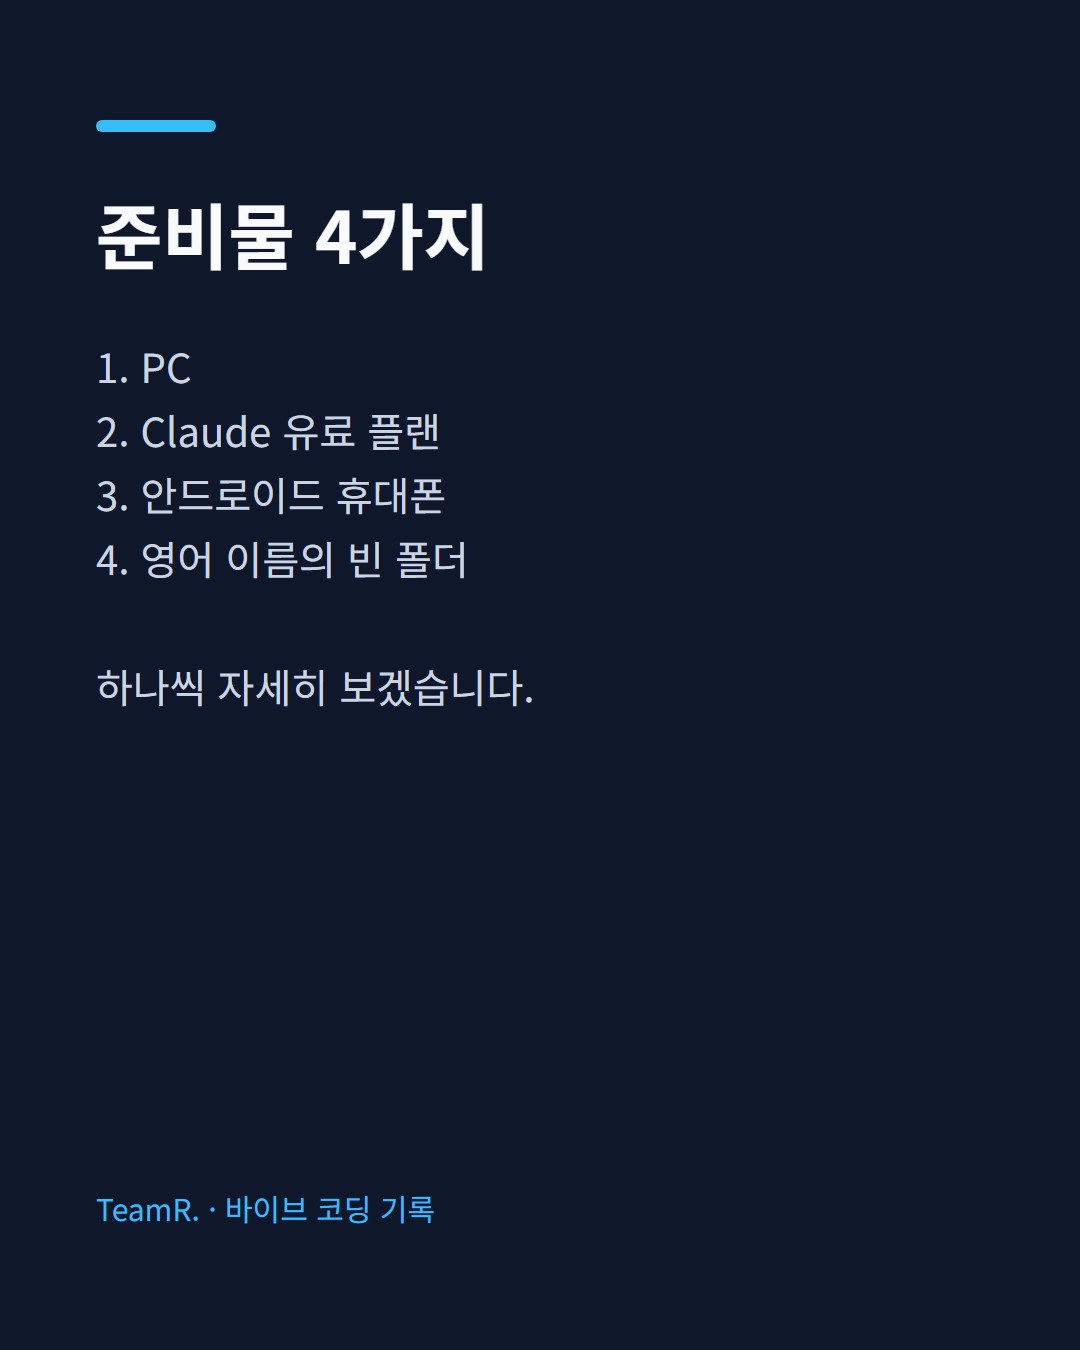 준비물 4가지
1. PC
2. Claude 유료 플랜
3. 안드로이드 휴대폰
4. 영어 이름의 빈 폴더
하나씩 자세히 보겠습니다.
TeamR. · 바이브 코딩 기록